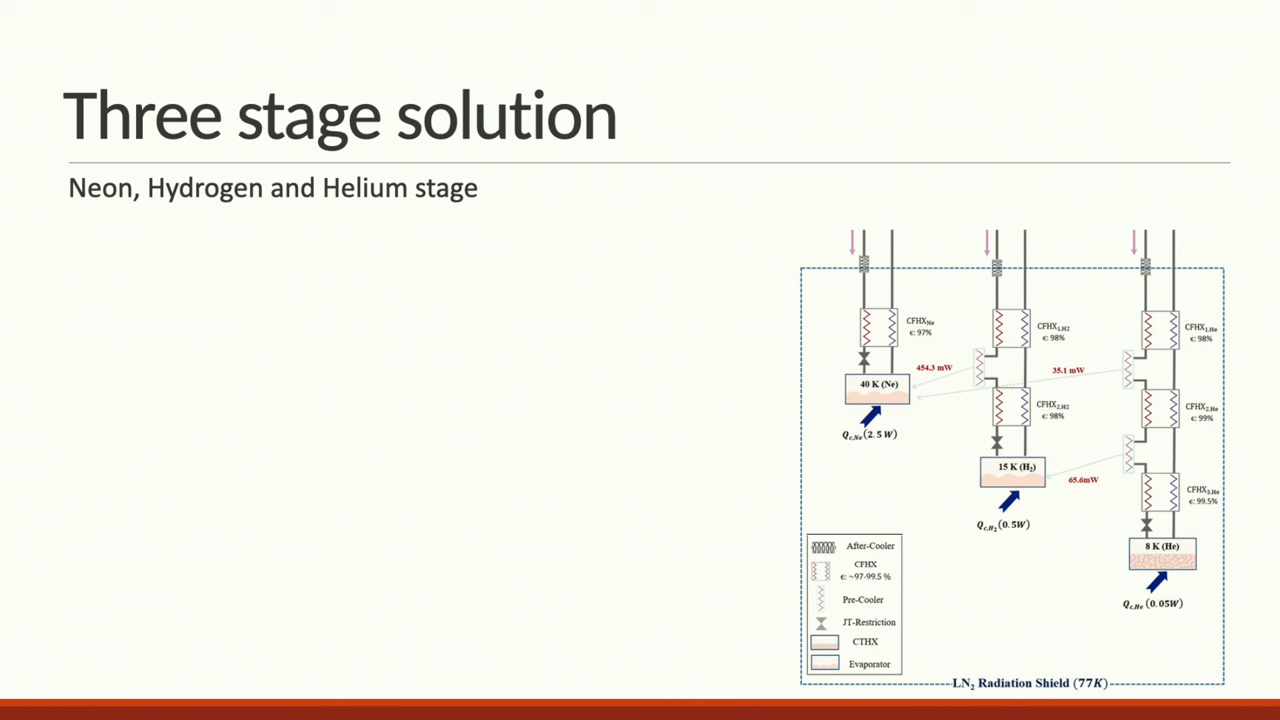 Three stage solution
Neon, Hydrogen and Helium stage
CFHX_Ne
ε: 97%
CFHX_1,H2
ε: 98%
CFHX_1,He
ε: 98%
454.3 mW
35.1 mW
40 K (Ne)
CFHX_2,H2
ε: 98%
CFHX_2,He
ε: 99%
Q_c,Ne (2.5 W)
15 K (H₂)
65.6mW
CFHX_3,He
ε: 99.5%
Q_c,H₂ (0.5W)
8 K (He)
Q_c,He (0.05W)
After-Cooler
CFHX
ε: ~97-99.5 %
Pre-Cooler
JT-Restriction
CTHX
Evaporator
LN₂ Radiation Shield (77K)